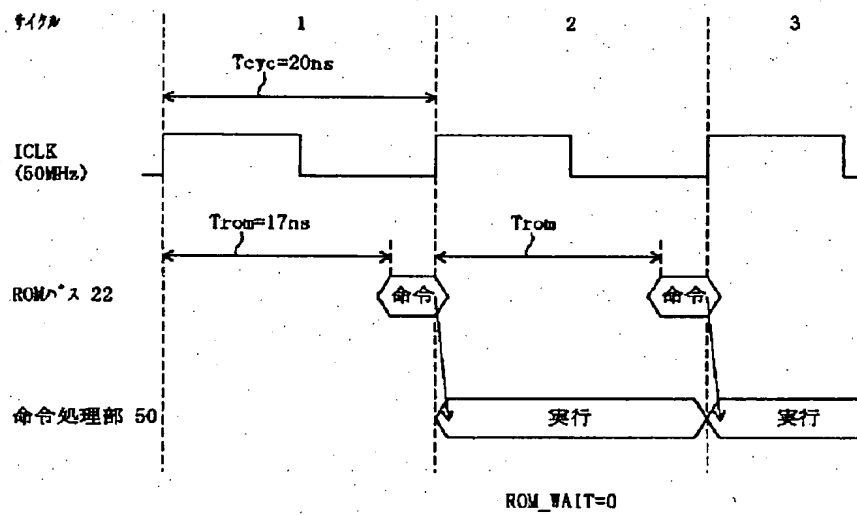 サイクル 1 2 3
Tcyc=20ns
ICLK
(50MHz)
Trom=17ns Trom
ROMバス 22 命令 命令
命令処理部 50 実行 実行
ROM_WAIT=0